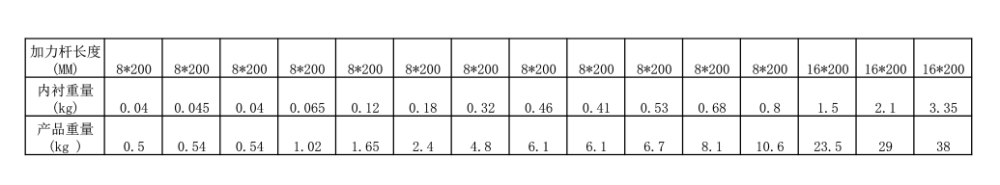 加力杆长度
(MM) 8*200 8*200 8*200 8*200 8*200 8*200 8*200 8*200 8*200 8*200 8*200 8*200 16*200 16*200 16*200
内衬重量
(kg) 0.04 0.045 0.04 0.065 0.12 0.18 0.32 0.46 0.41 0.53 0.68 0.8 1.5 2.1 3.35
产品重量
(kg ) 0.5 0.54 0.54 1.02 1.65 2.4 4.8 6.1 6.1 6.7 8.1 10.6 23.5 29 38